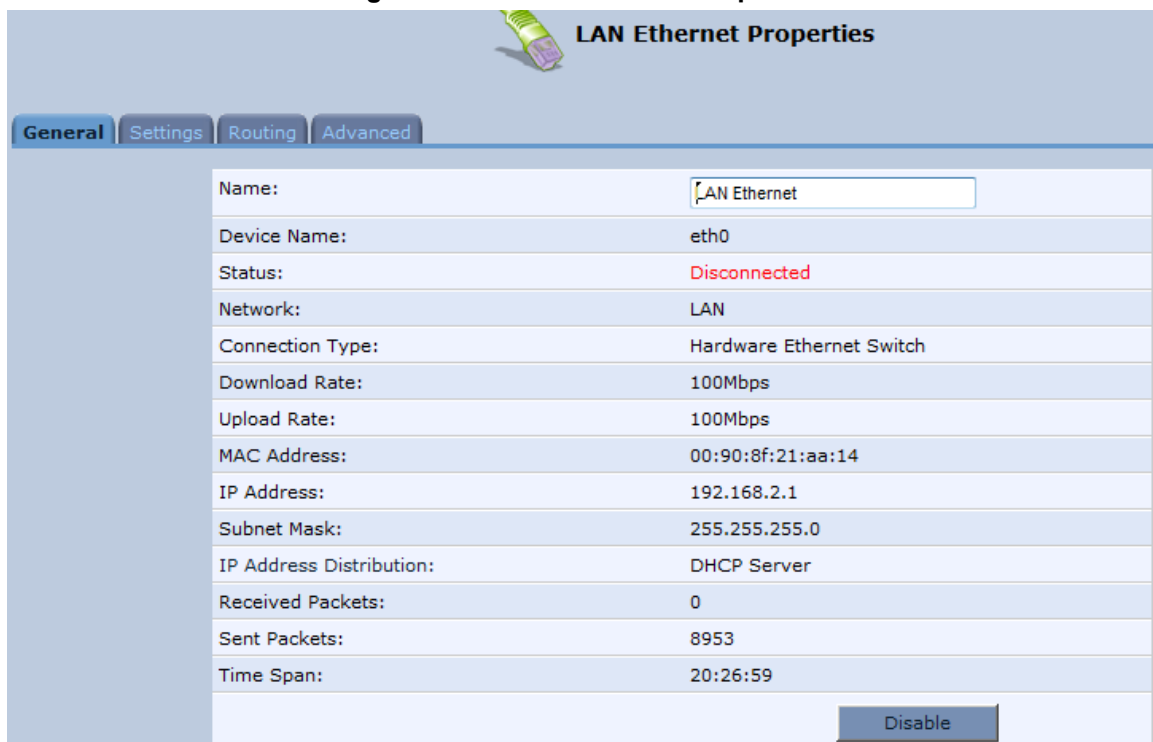 LAN Ethernet Properties
General Settings Routing Advanced
Name: LAN Ethernet
Device Name: eth0
Status: Disconnected
Network: LAN
Connection Type: Hardware Ethernet Switch
Download Rate: 100Mbps
Upload Rate: 100Mbps
MAC Address: 00:90:8f:21:aa:14
IP Address: 192.168.2.1
Subnet Mask: 255.255.255.0
IP Address Distribution: DHCP Server
Received Packets: 0
Sent Packets: 8953
Time Span: 20:26:59
Disable